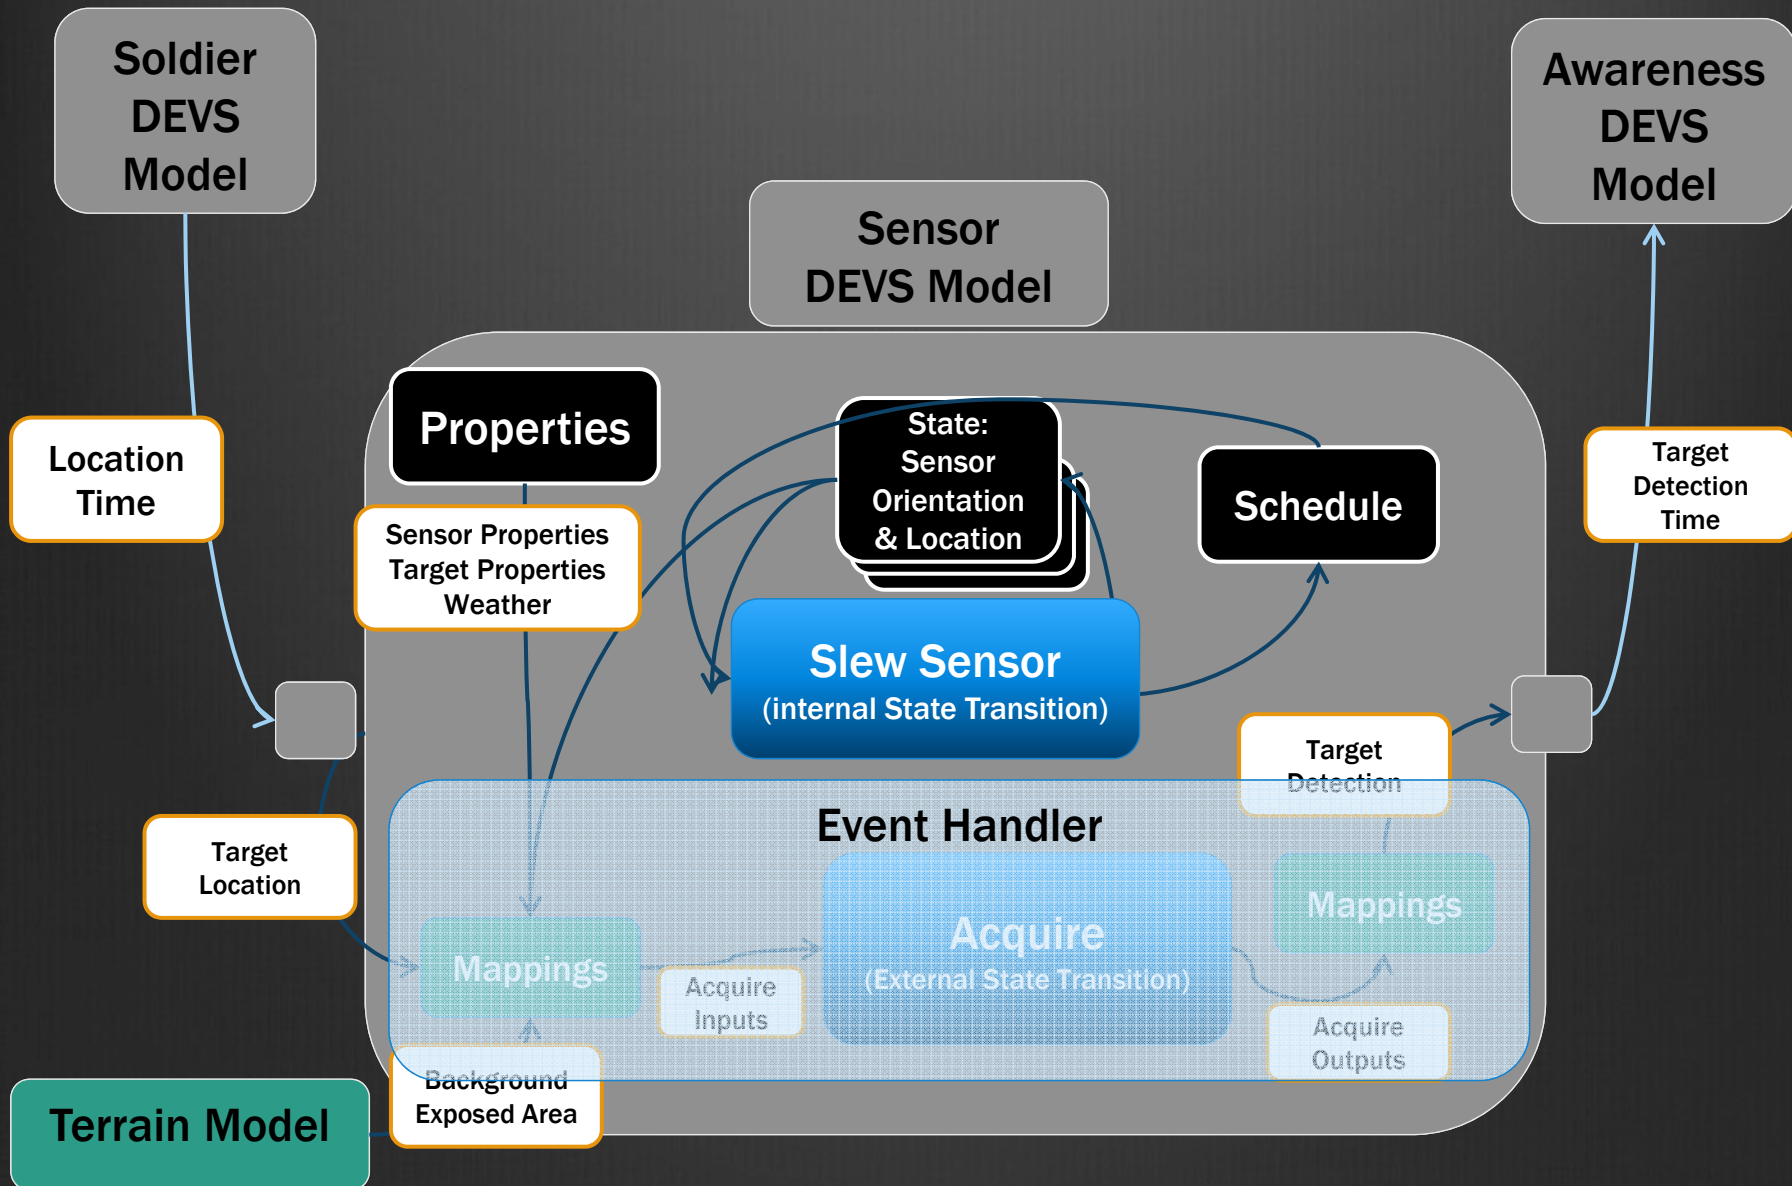 Soldier
DEVS
Model
Awareness
DEVS
Model
Sensor
DEVS Model
Location
Time
Properties
Sensor Properties
Target Properties
Weather
State:
Sensor
Orientation
& Location
Schedule
Target
Detection
Time
Slew Sensor
(internal State Transition)
Target
Detection
Event Handler
Target
Location
Mappings
Acquire
Inputs
Acquire
(External State Transition)
Mappings
Acquire
Outputs
Background
Exposed Area
Terrain Model